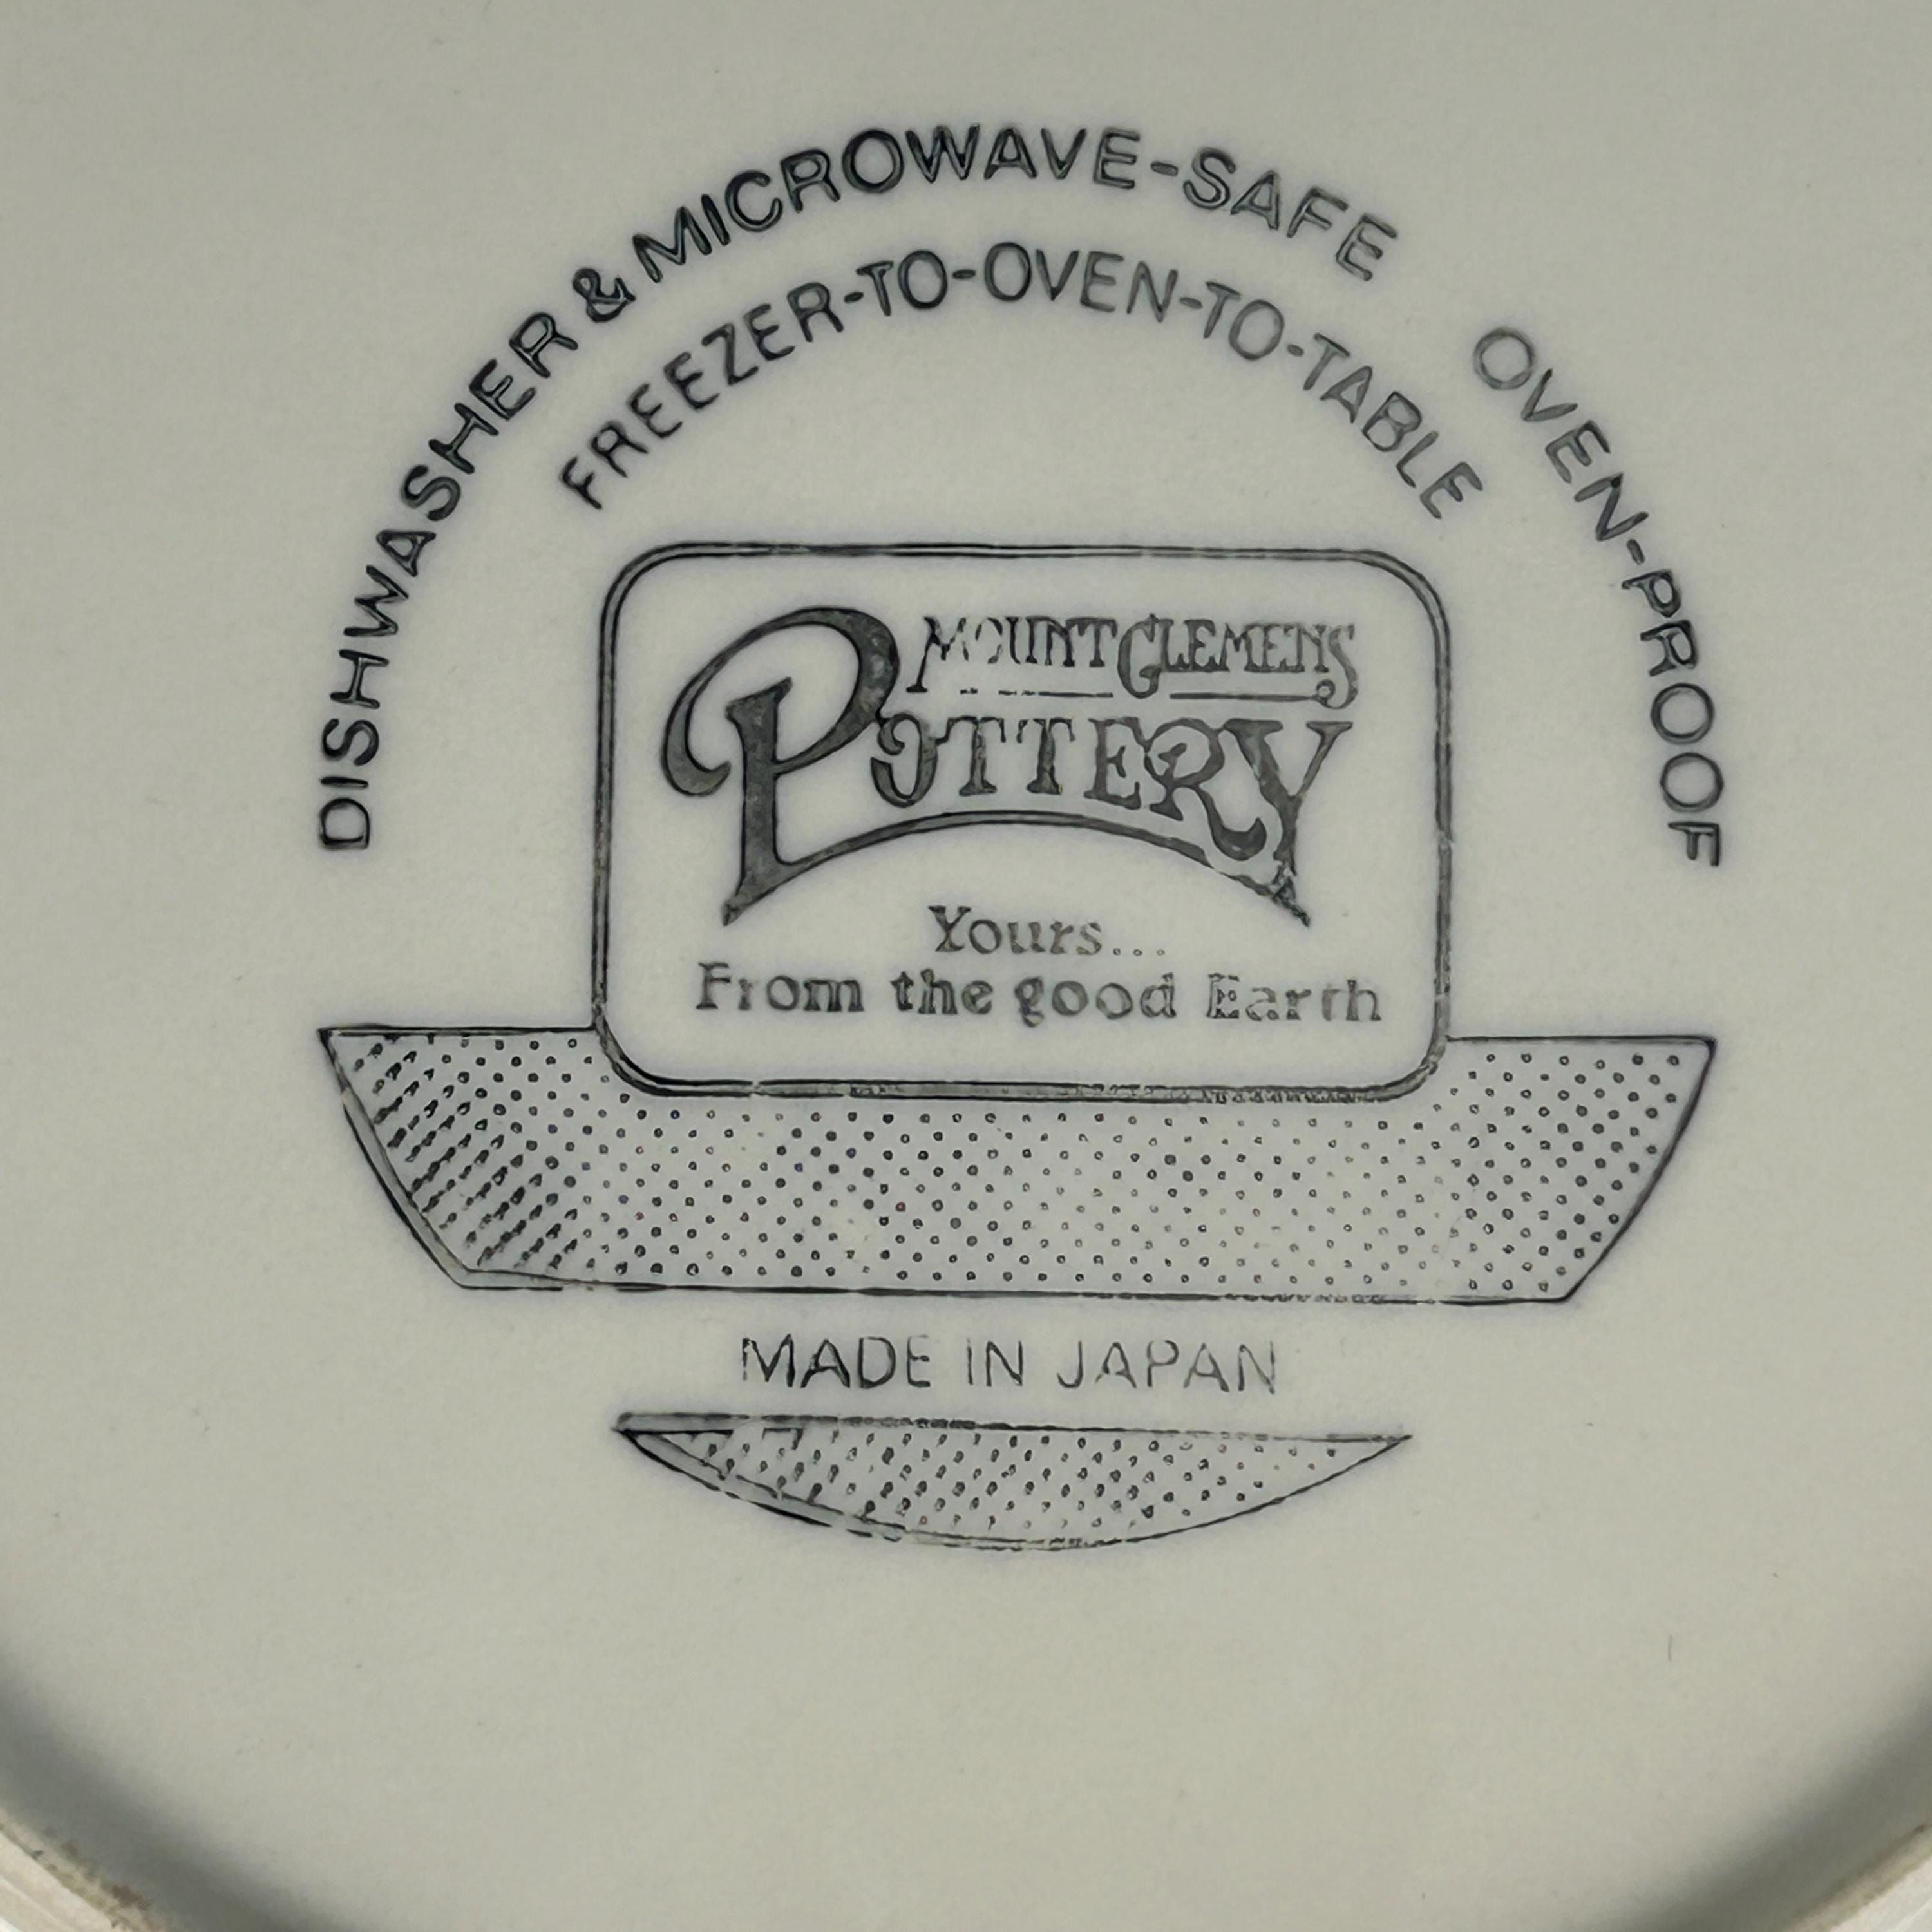 DISHWASHER & MICROWAVE-SAFE OVEN-PROOF
FREEZER-TO-OVEN-TO-TABLE
MOUNT CLEMENS
POTTERY
Yours...
From the good Earth
MADE IN JAPAN